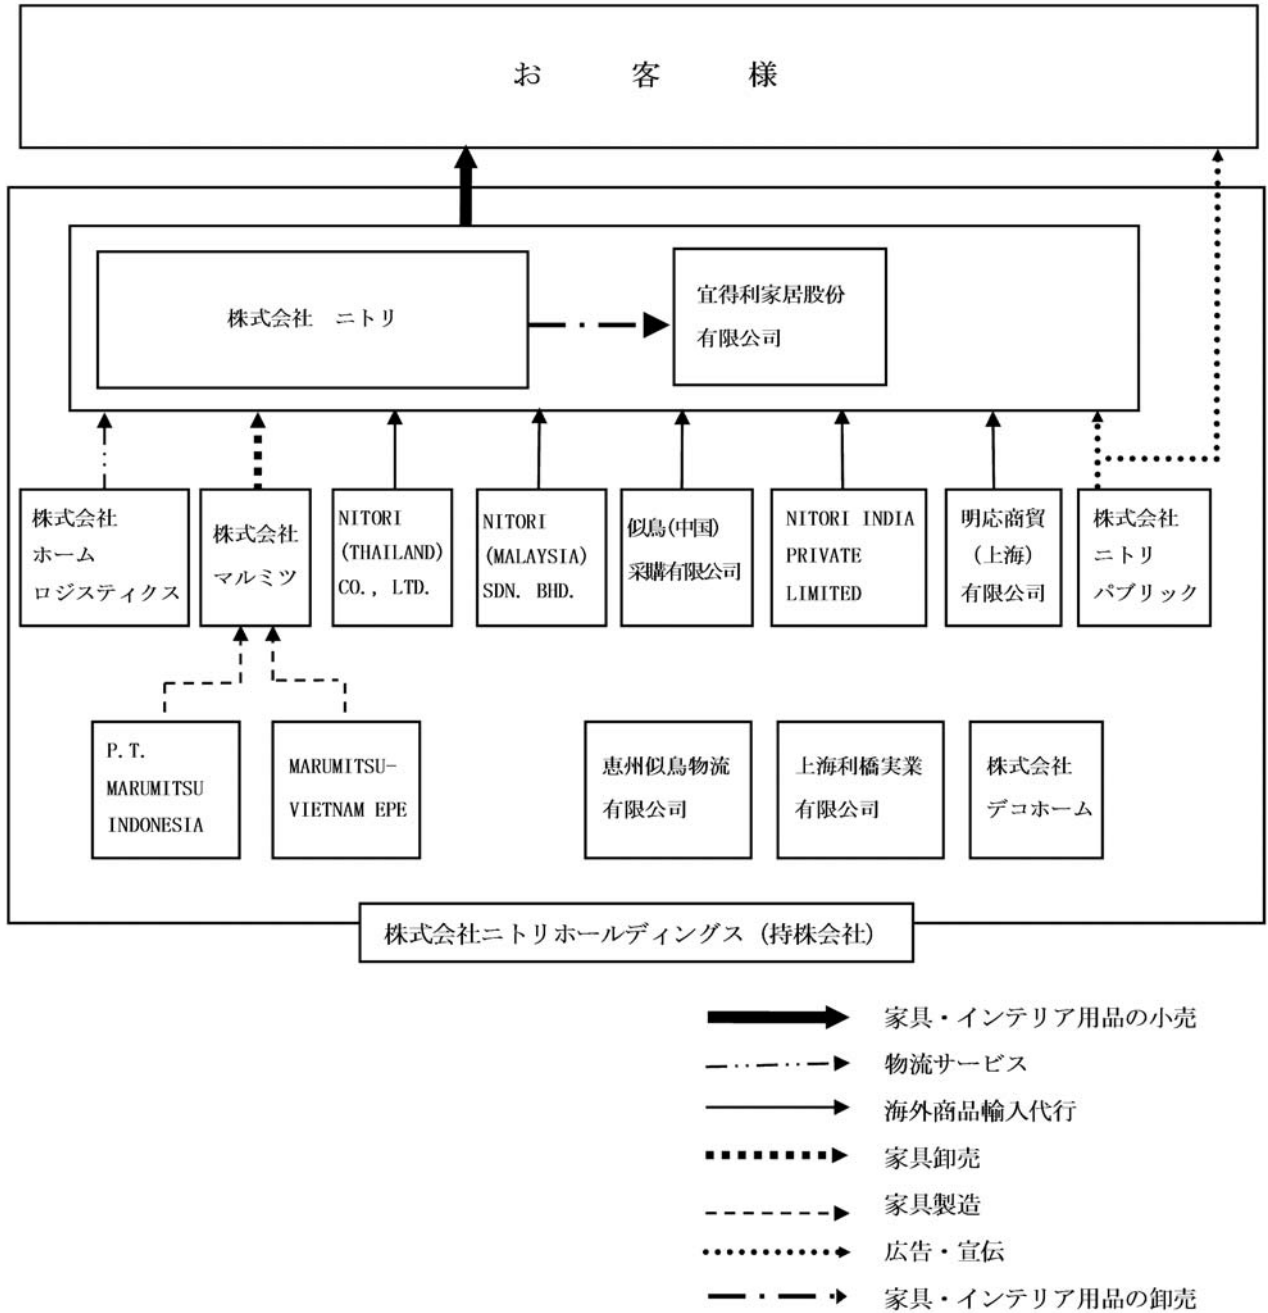 お客様
株式会社 ニトリ
宜得利家居股份
有限公司
株式会社
ホーム
ロジスティクス
株式会社
マルミツ
NITORI
(THAILAND)
CO., LTD.
NITORI
(MALAYSIA)
SDN. BHD.
似鳥(中国)
采購有限公司
NITORI INDIA
PRIVATE
LIMITED
明応商貿
(上海)
有限公司
株式会社
ニトリ
パブリック
P.T.
MARUMITSU
INDONESIA
MARUMITSU-
VIETNAM EPE
恵州似鳥物流
有限公司
上海利橋実業
有限公司
株式会社
デコホーム
株式会社ニトリホールディングス(持株会社)
家具・インテリア用品の小売
物流サービス
海外商品輸入代行
家具卸売
家具製造
広告・宣伝
家具・インテリア用品の卸売